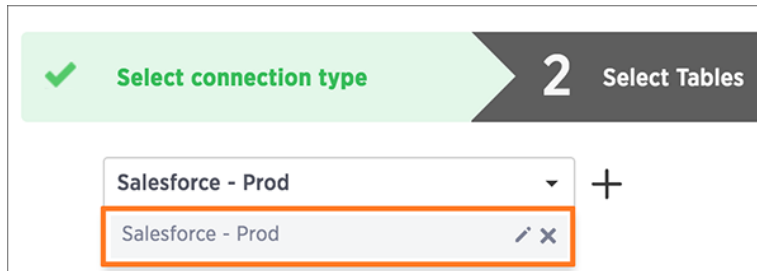 Select connection type
2 Select Tables
Salesforce - Prod
Salesforce - Prod